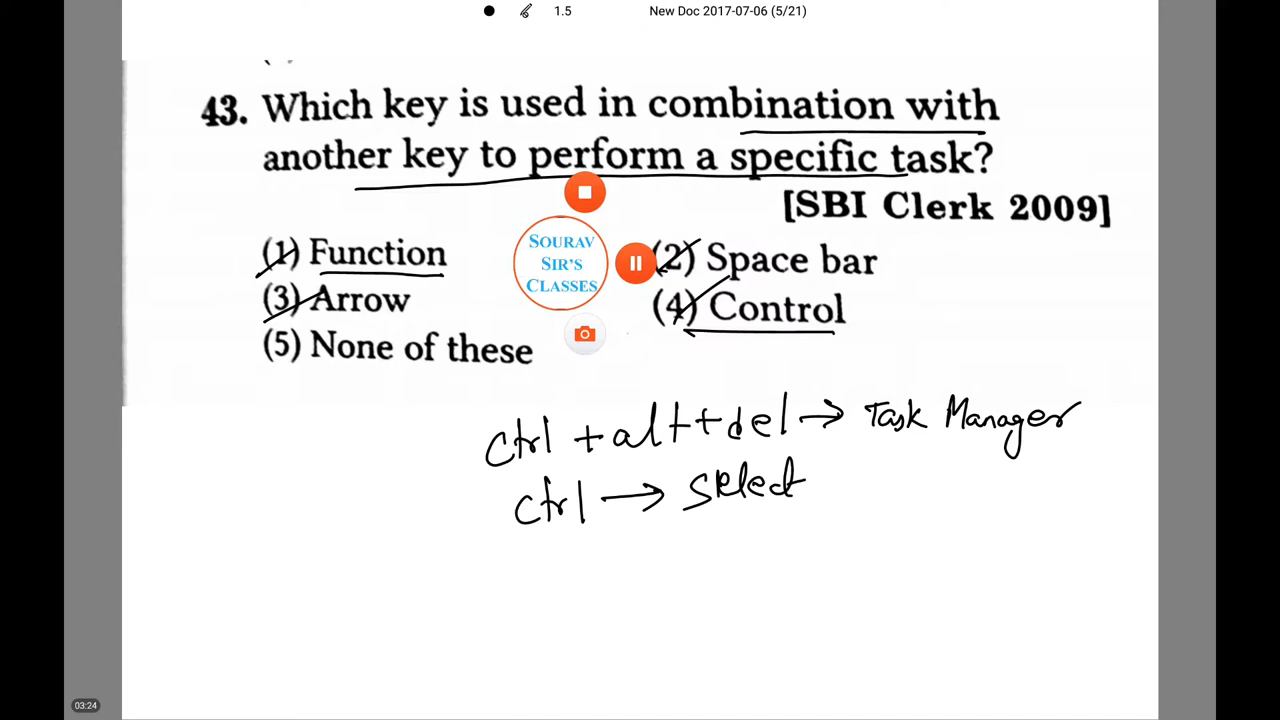 1.5
New Doc 2017-07-06 (5/21)
43. Which key is used in combination with
another key to perform a specific task?
[SBI Clerk 2009]
(1) Function
(2) Space bar
(3) Arrow
(4) Control
(5) None of these
SOURAV
SIR'S
CLASSES
Ctrl + alt + del → Task Manager
Ctrl → Select
03:24